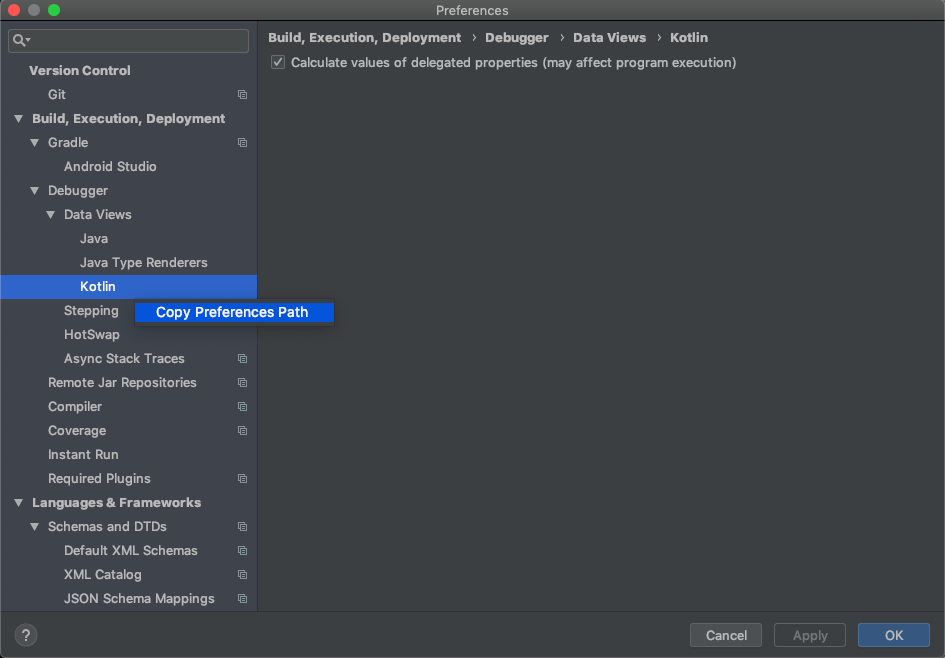 Preferences
Build, Execution, Deployment › Debugger › Data Views › Kotlin
Calculate values of delegated properties (may affect program execution)
Version Control
Git
Build, Execution, Deployment
Gradle
Android Studio
Debugger
Data Views
Java
Java Type Renderers
Kotlin
Stepping
Copy Preferences Path
HotSwap
Async Stack Traces
Remote Jar Repositories
Compiler
Coverage
Instant Run
Required Plugins
Languages & Frameworks
Schemas and DTDs
Default XML Schemas
XML Catalog
JSON Schema Mappings
?
Cancel
Apply
OK